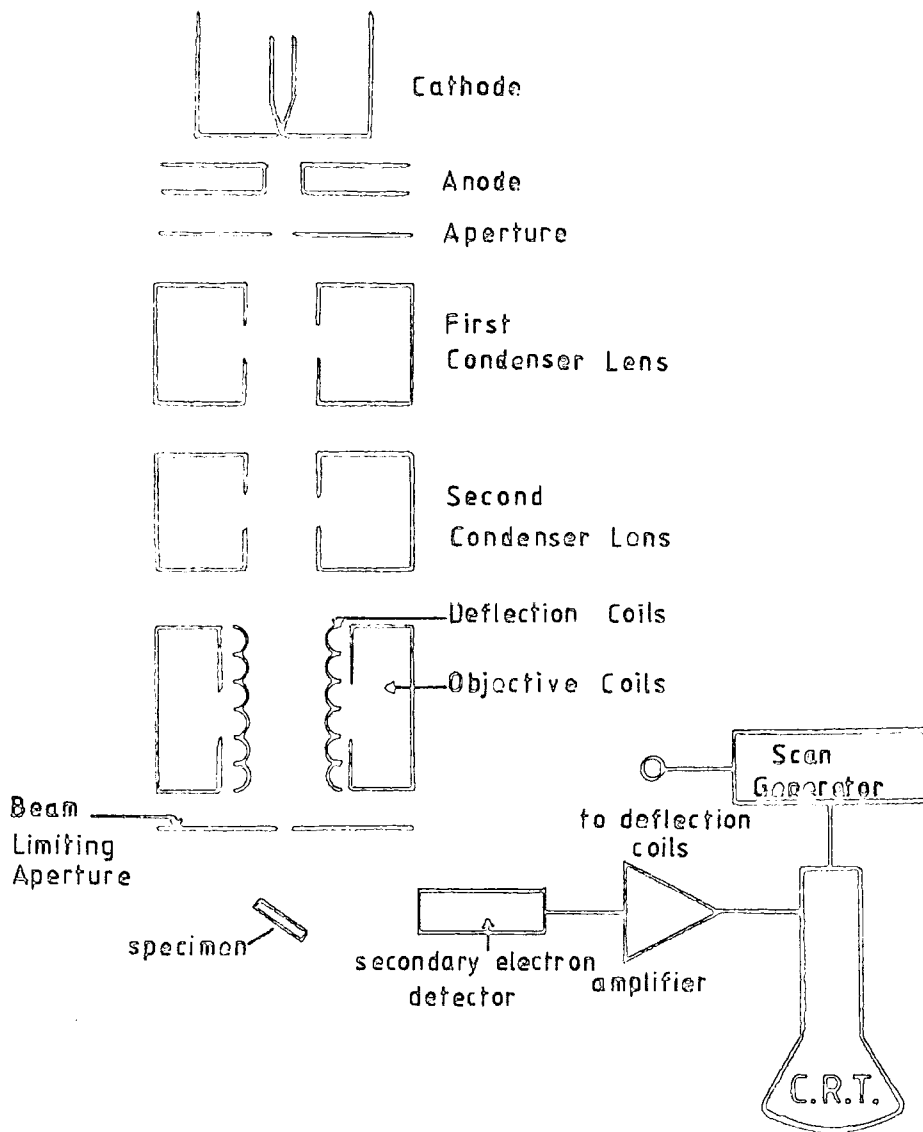 Cathode
Anode
Aperture
First
Condenser Lens
Second
Condenser Lens
Deflection Coils
Objective Coils
Scan
Generator
to deflection
coils
Beam
Limiting
Aperture
specimen
secondary electron
detector
amplifier
C.R.T.